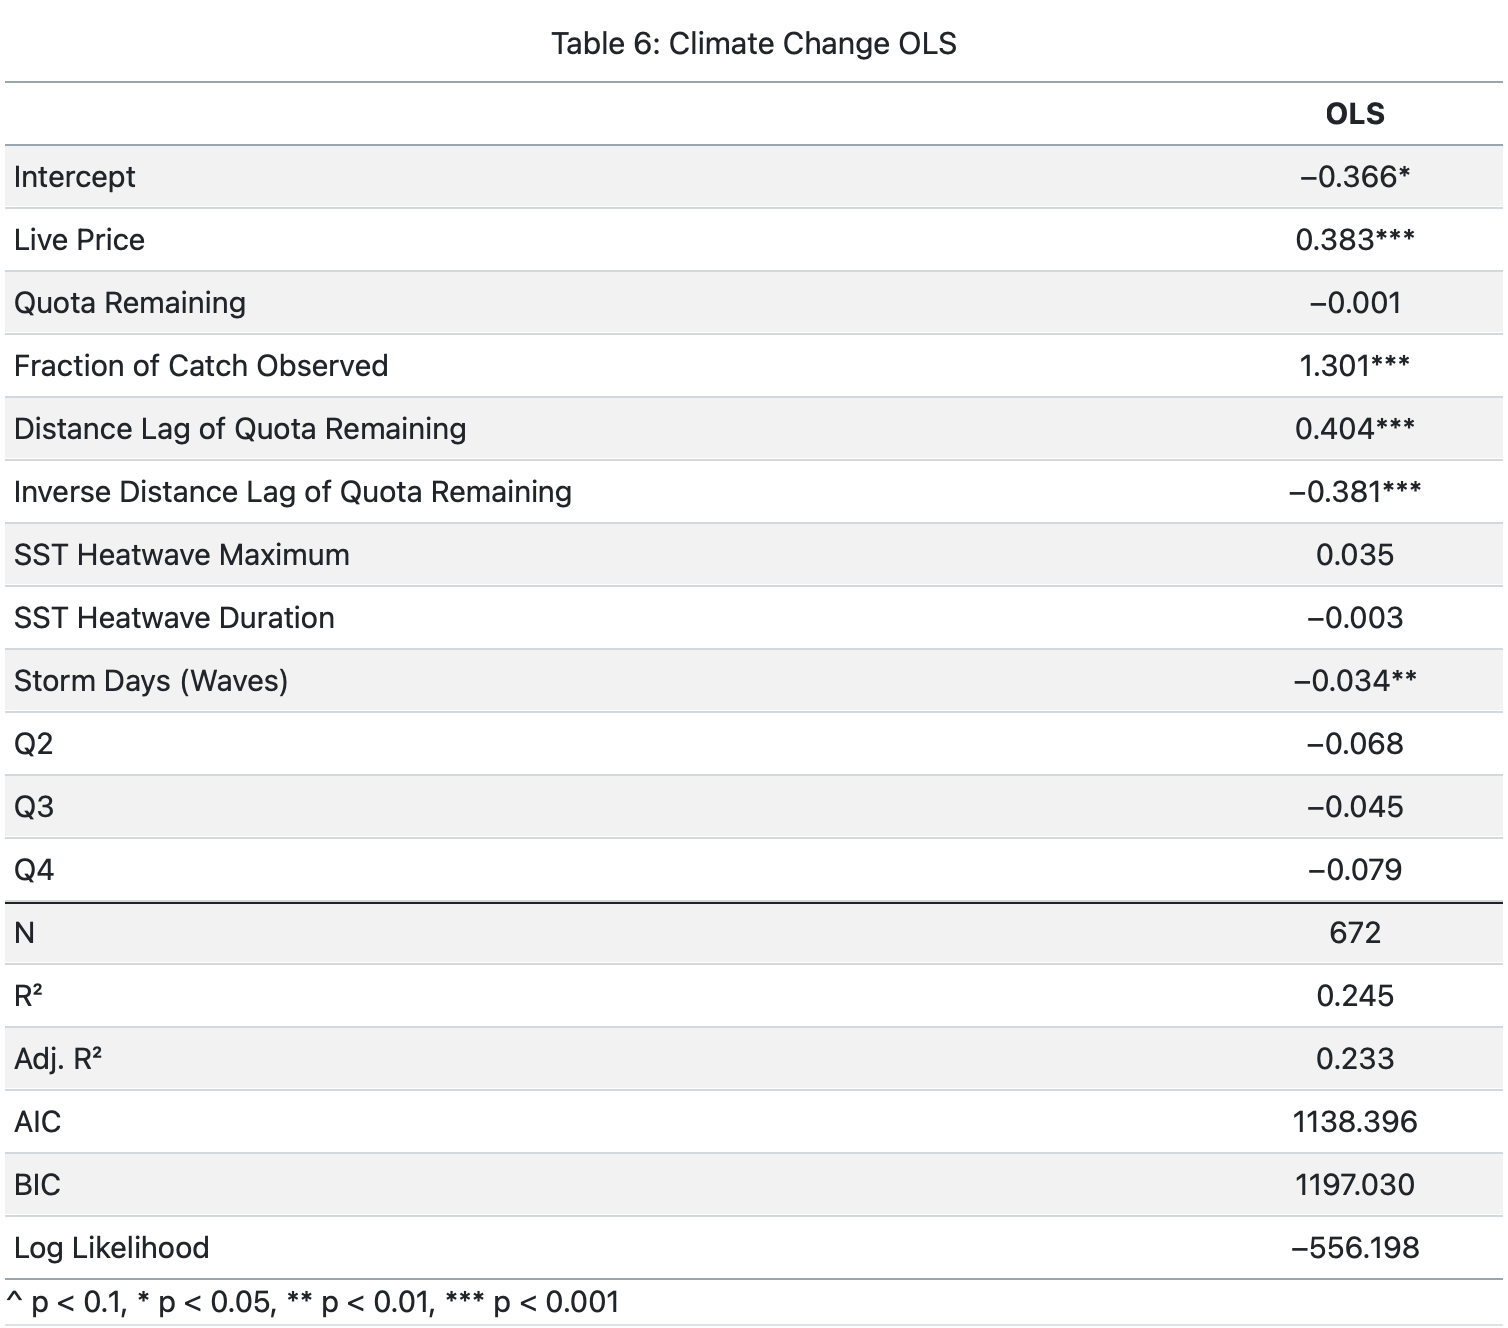 Table 6: Climate Change OLS
OLS
Intercept −0.366*
Live Price 0.383***
Quota Remaining −0.001
Fraction of Catch Observed 1.301***
Distance Lag of Quota Remaining 0.404***
Inverse Distance Lag of Quota Remaining −0.381***
SST Heatwave Maximum 0.035
SST Heatwave Duration −0.003
Storm Days (Waves) −0.034**
Q2 −0.068
Q3 −0.045
Q4 −0.079
N 672
R² 0.245
Adj. R² 0.233
AIC 1138.396
BIC 1197.030
Log Likelihood −556.198
^ p < 0.1, * p < 0.05, ** p < 0.01, *** p < 0.001